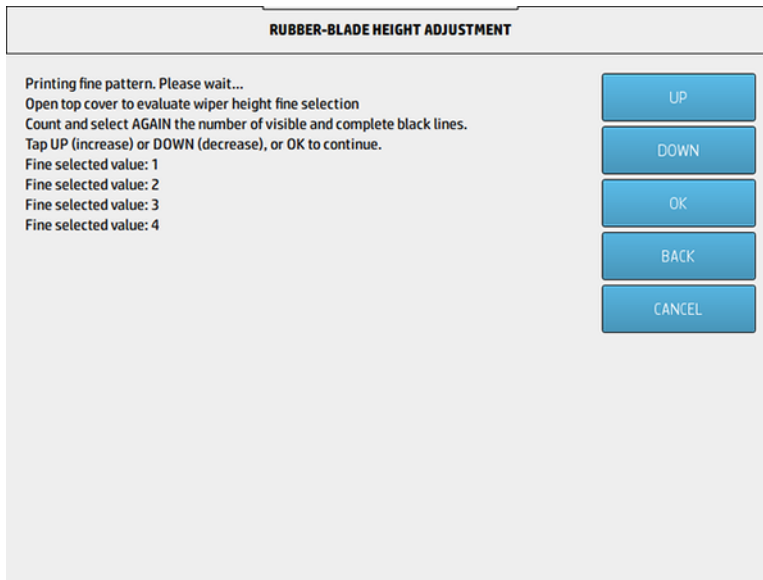 RUBBER-BLADE HEIGHT ADJUSTMENT
Printing fine pattern. Please wait...
Open top cover to evaluate wiper height fine selection
Count and select AGAIN the number of visible and complete black lines.
Tap UP (increase) or DOWN (decrease), or OK to continue.
Fine selected value: 1
Fine selected value: 2
Fine selected value: 3
Fine selected value: 4
UP
DOWN
OK
BACK
CANCEL